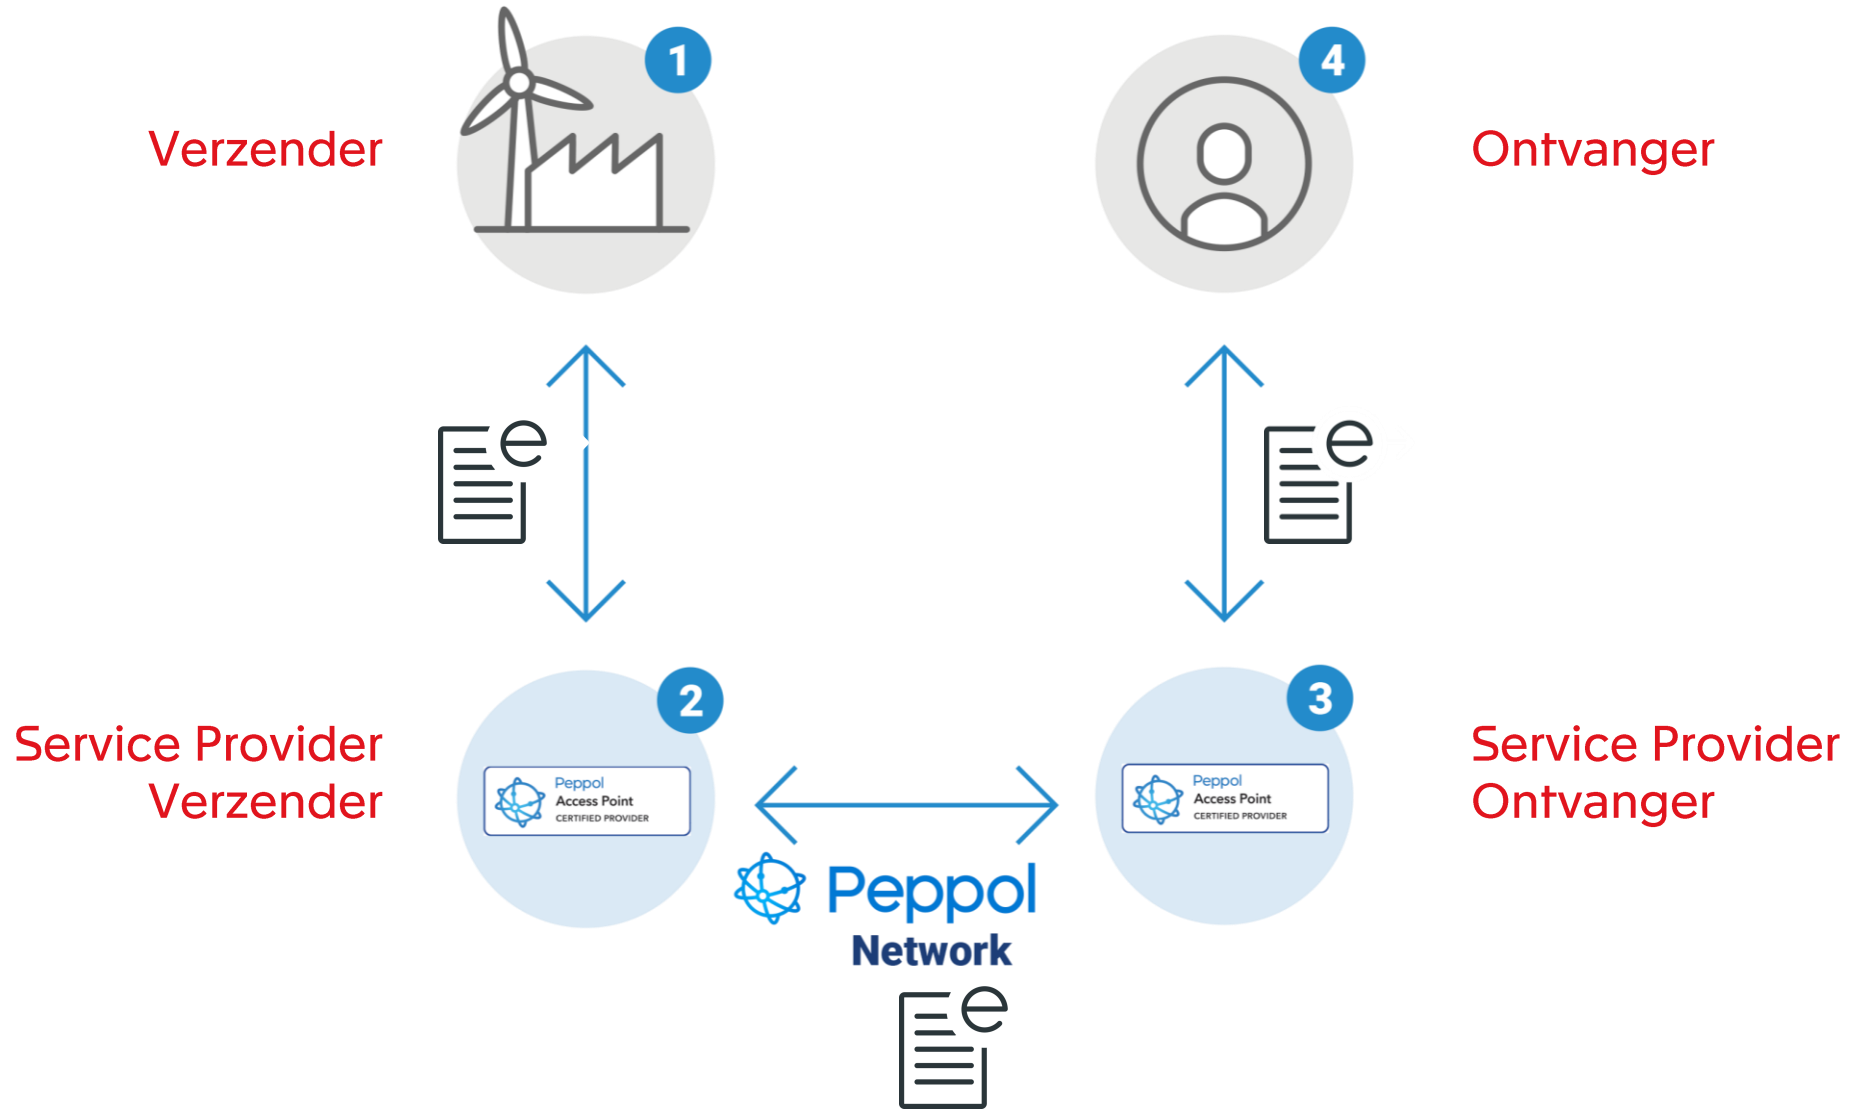 1
4
Verzender
Ontvanger
e
e
2
3
Service Provider
Verzender
Peppol
Access Point
CERTIFIED PROVIDER
Peppol
Access Point
CERTIFIED PROVIDER
Service Provider
Ontvanger
Peppol
Network
e